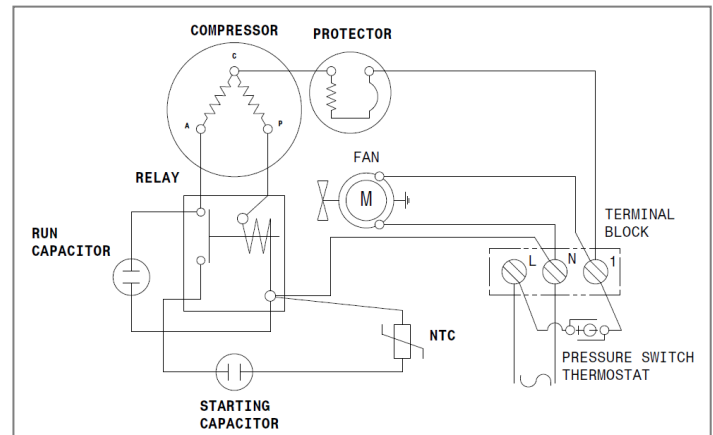 COMPRESSOR
PROTECTOR
C
A
P
FAN
M
RELAY
RUN
CAPACITOR
TERMINAL
BLOCK
L
N
1
NTC
PRESSURE SWITCH
THERMOSTAT
STARTING
CAPACITOR